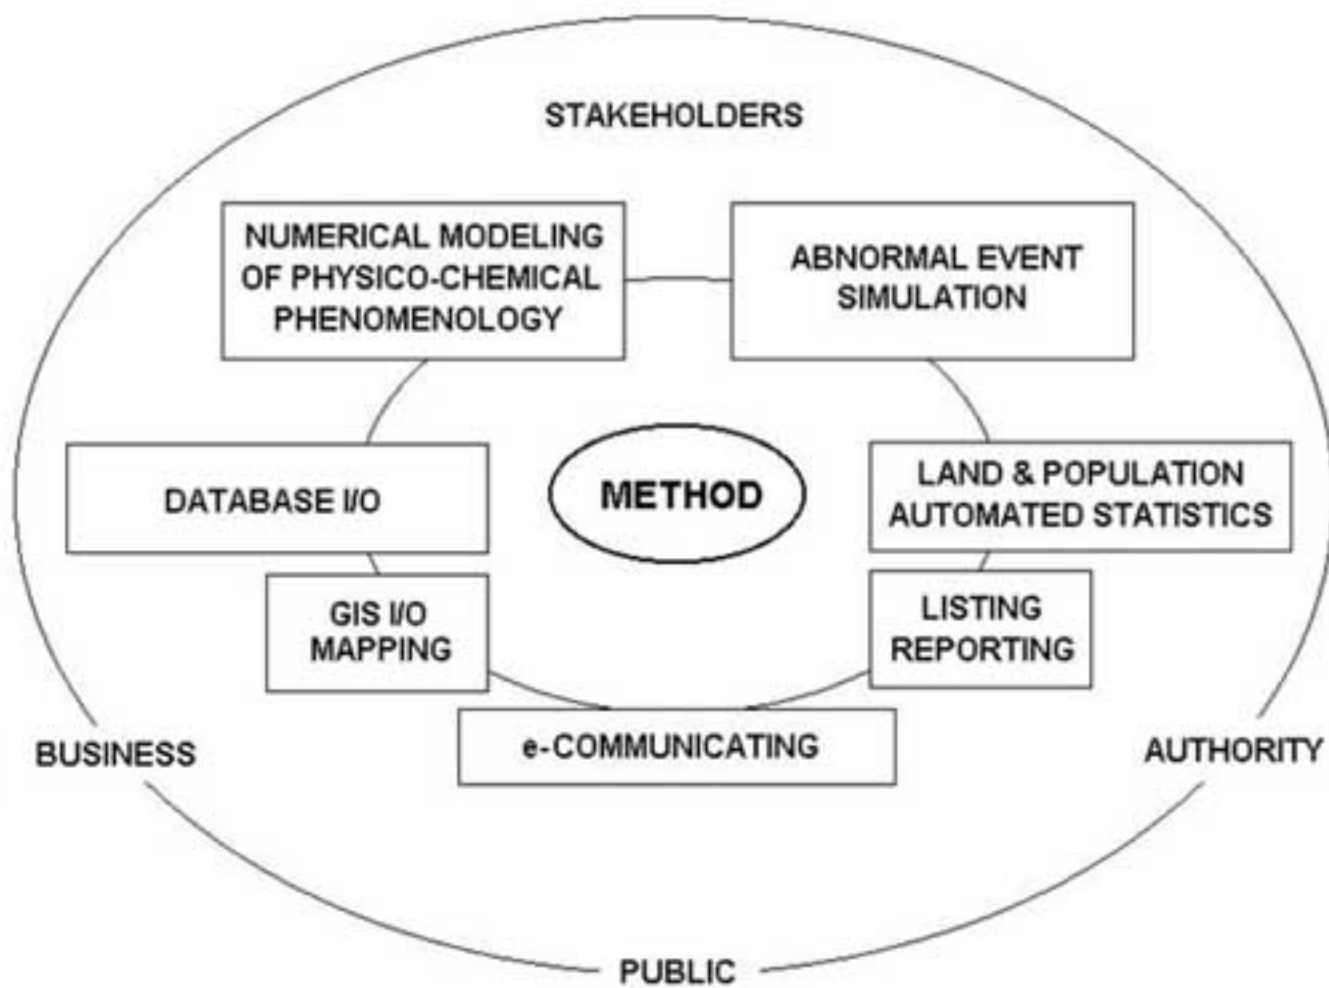 STAKEHOLDERS
NUMERICAL MODELING
OF PHYSICO-CHEMICAL
PHENOMENOLOGY
ABNORMAL EVENT
SIMULATION
DATABASE I/O
METHOD
LAND & POPULATION
AUTOMATED STATISTICS
GIS I/O
MAPPING
LISTING
REPORTING
e-COMMUNICATING
BUSINESS
AUTHORITY
PUBLIC